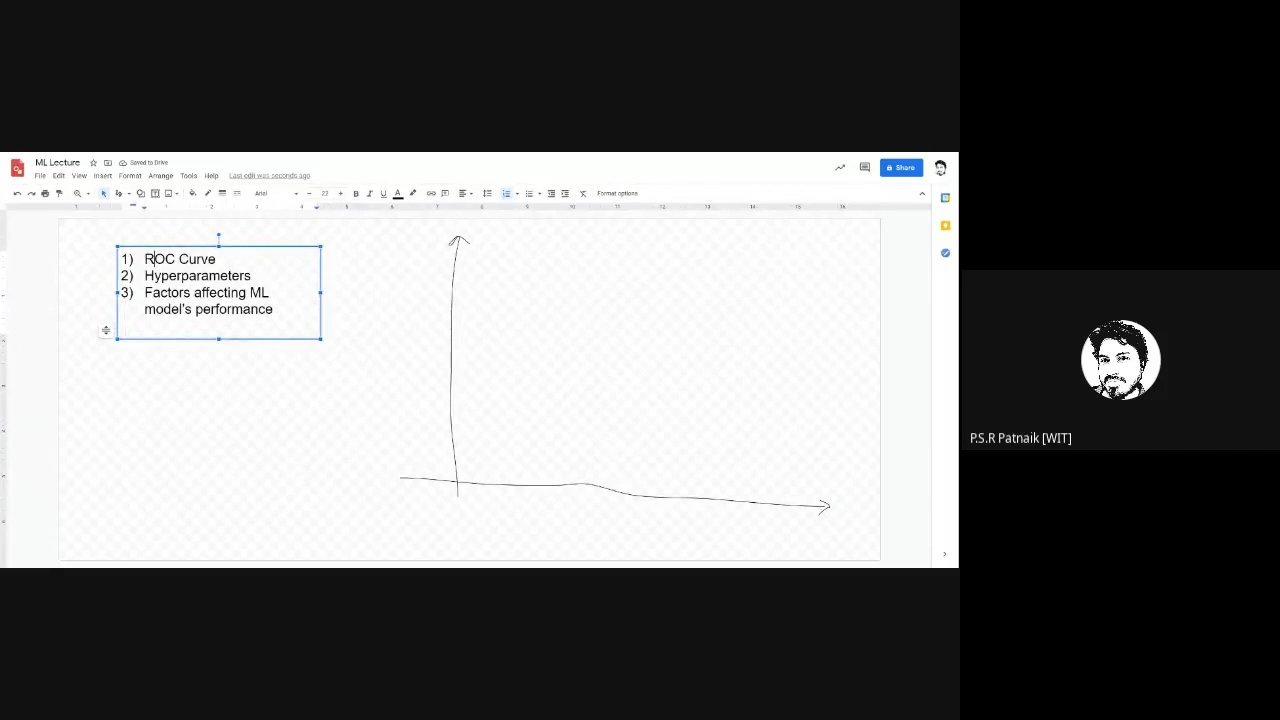 ML Lecture
Saved to Drive
File Edit View Insert Format Arrange Tools Help Last edit was seconds ago
Share
Arial 22 Format options
1) ROC Curve
2) Hyperparameters
3) Factors affecting ML
model's performance
P.S.R Patnaik [WIT]